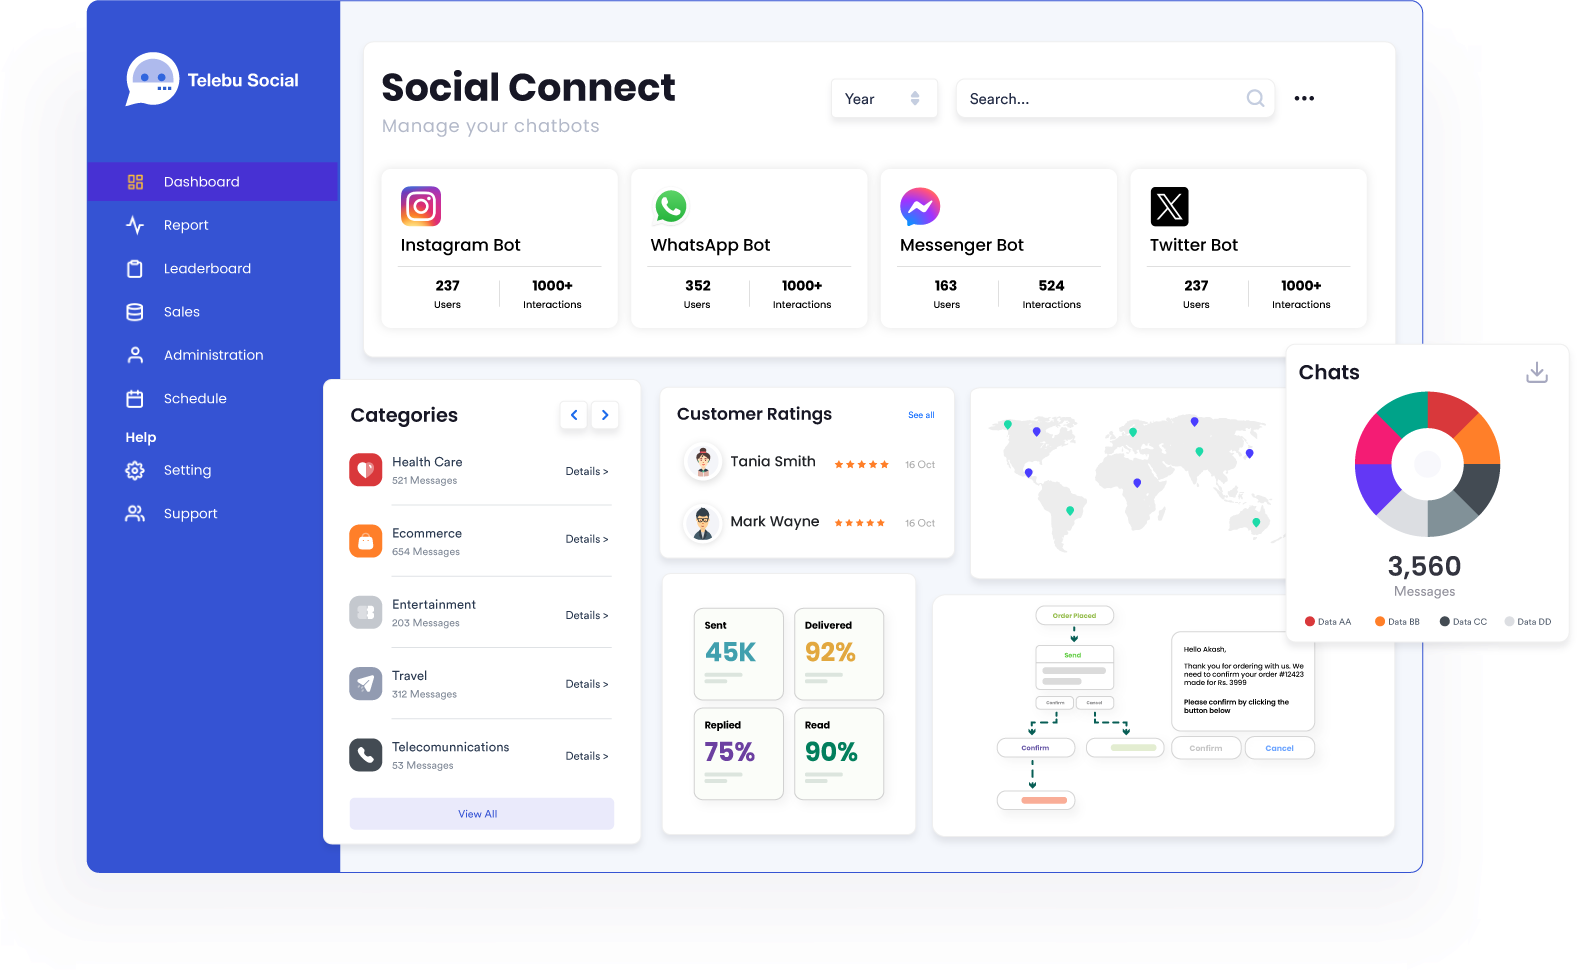 Telebu Social
Dashboard
Report
Leaderboard
Sales
Administration
Schedule
Help
Setting
Support
Social Connect
Manage your chatbots
Year
Search...
Instagram Bot
237
Users
1000+
Interactions
WhatsApp Bot
352
Users
1000+
Interactions
Messenger Bot
163
Users
524
Interactions
Twitter Bot
237
Users
1000+
Interactions
Categories
Health Care
521 Messages
Details >
Ecommerce
654 Messages
Details >
Entertainment
203 Messages
Details >
Travel
312 Messages
Details >
Telecomunnications
53 Messages
Details >
View All
Customer Ratings
See all
Tania Smith
16 Oct
Mark Wayne
16 Oct
Sent
45K
Delivered
92%
Replied
75%
Read
90%
Order Placed
Send
Confirm
Cancel
Confirm
Hello Akash,
Thank you for ordering with us. We
need to confirm your order #12423
made for Rs. 3999
Please confirm by clicking the
button below
Confirm
Cancel
Chats
3,560
Messages
Data AA
Data BB
Data CC
Data DD